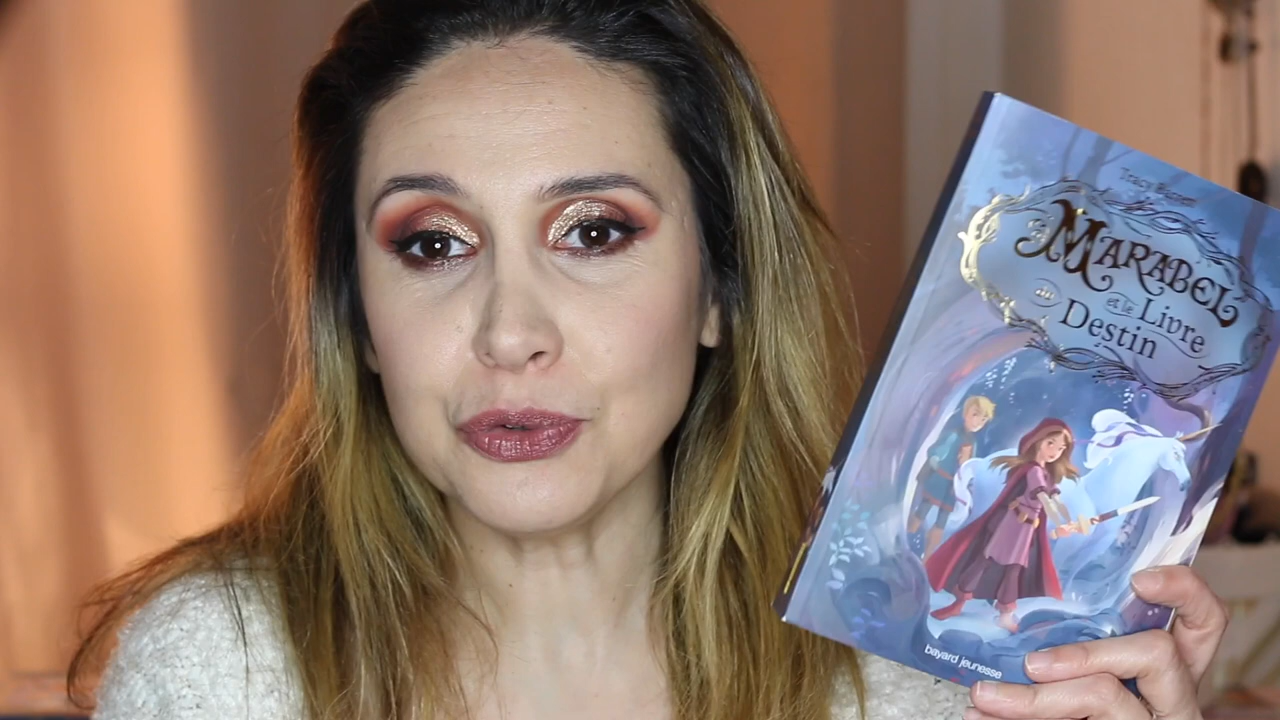 Tracy Barrett
MARABEL
et le Livre
du Destin
bayard jeunesse